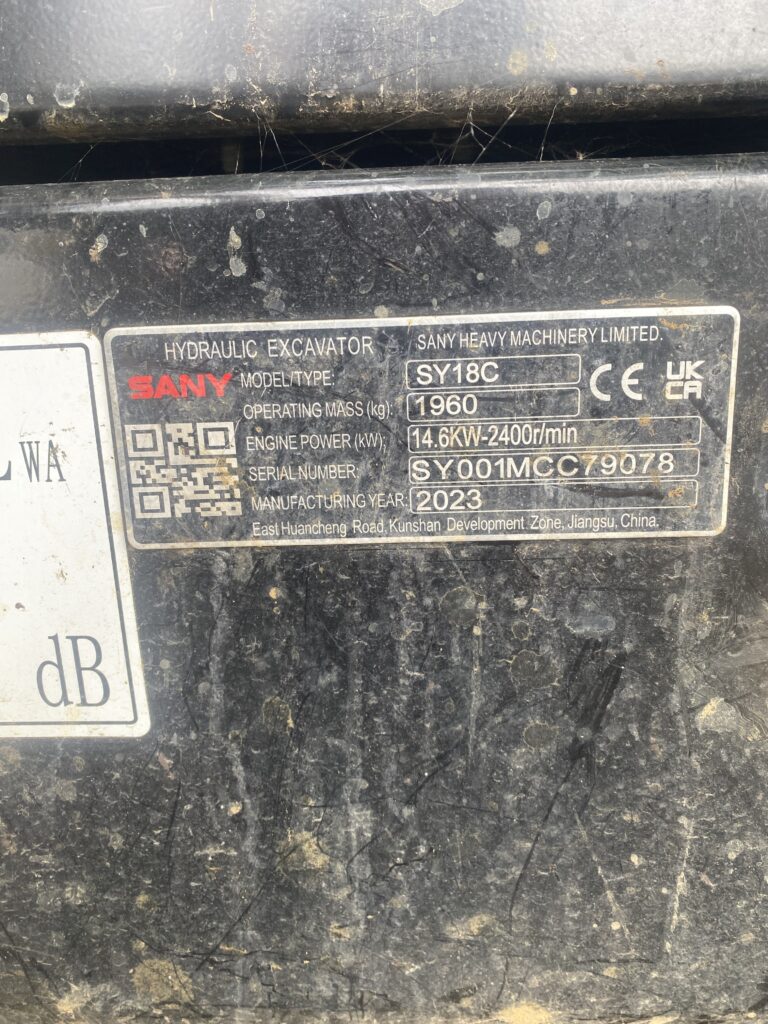 HYDRAULIC EXCAVATOR SANY HEAVY MACHINERY LIMITED.
SANY MODEL/TYPE: SY18C CE UK CA
OPERATING MASS (kg): 1960
ENGINE POWER (kW): 14.6KW-2400r/min
SERIAL NUMBER: SY001MCC79078
MANUFACTURING YEAR: 2023
East Huancheng Road, Kunshan Development Zone, Jiangsu, China.
WA
dB